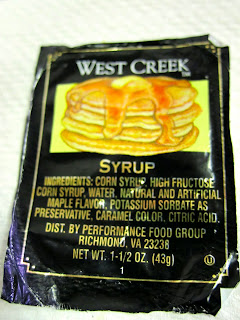 WEST CREEK™
SYRUP
INGREDIENTS: CORN SYRUP, HIGH FRUCTOSE
CORN SYRUP, WATER, NATURAL AND ARTIFICIAL
MAPLE FLAVOR, POTASSIUM SORBATE AS
PRESERVATIVE, CARAMEL COLOR, CITRIC ACID.
DIST. BY PERFORMANCE FOOD GROUP
RICHMOND, VA 23238
NET WT. 1-1/2 OZ. (43g)
1
U